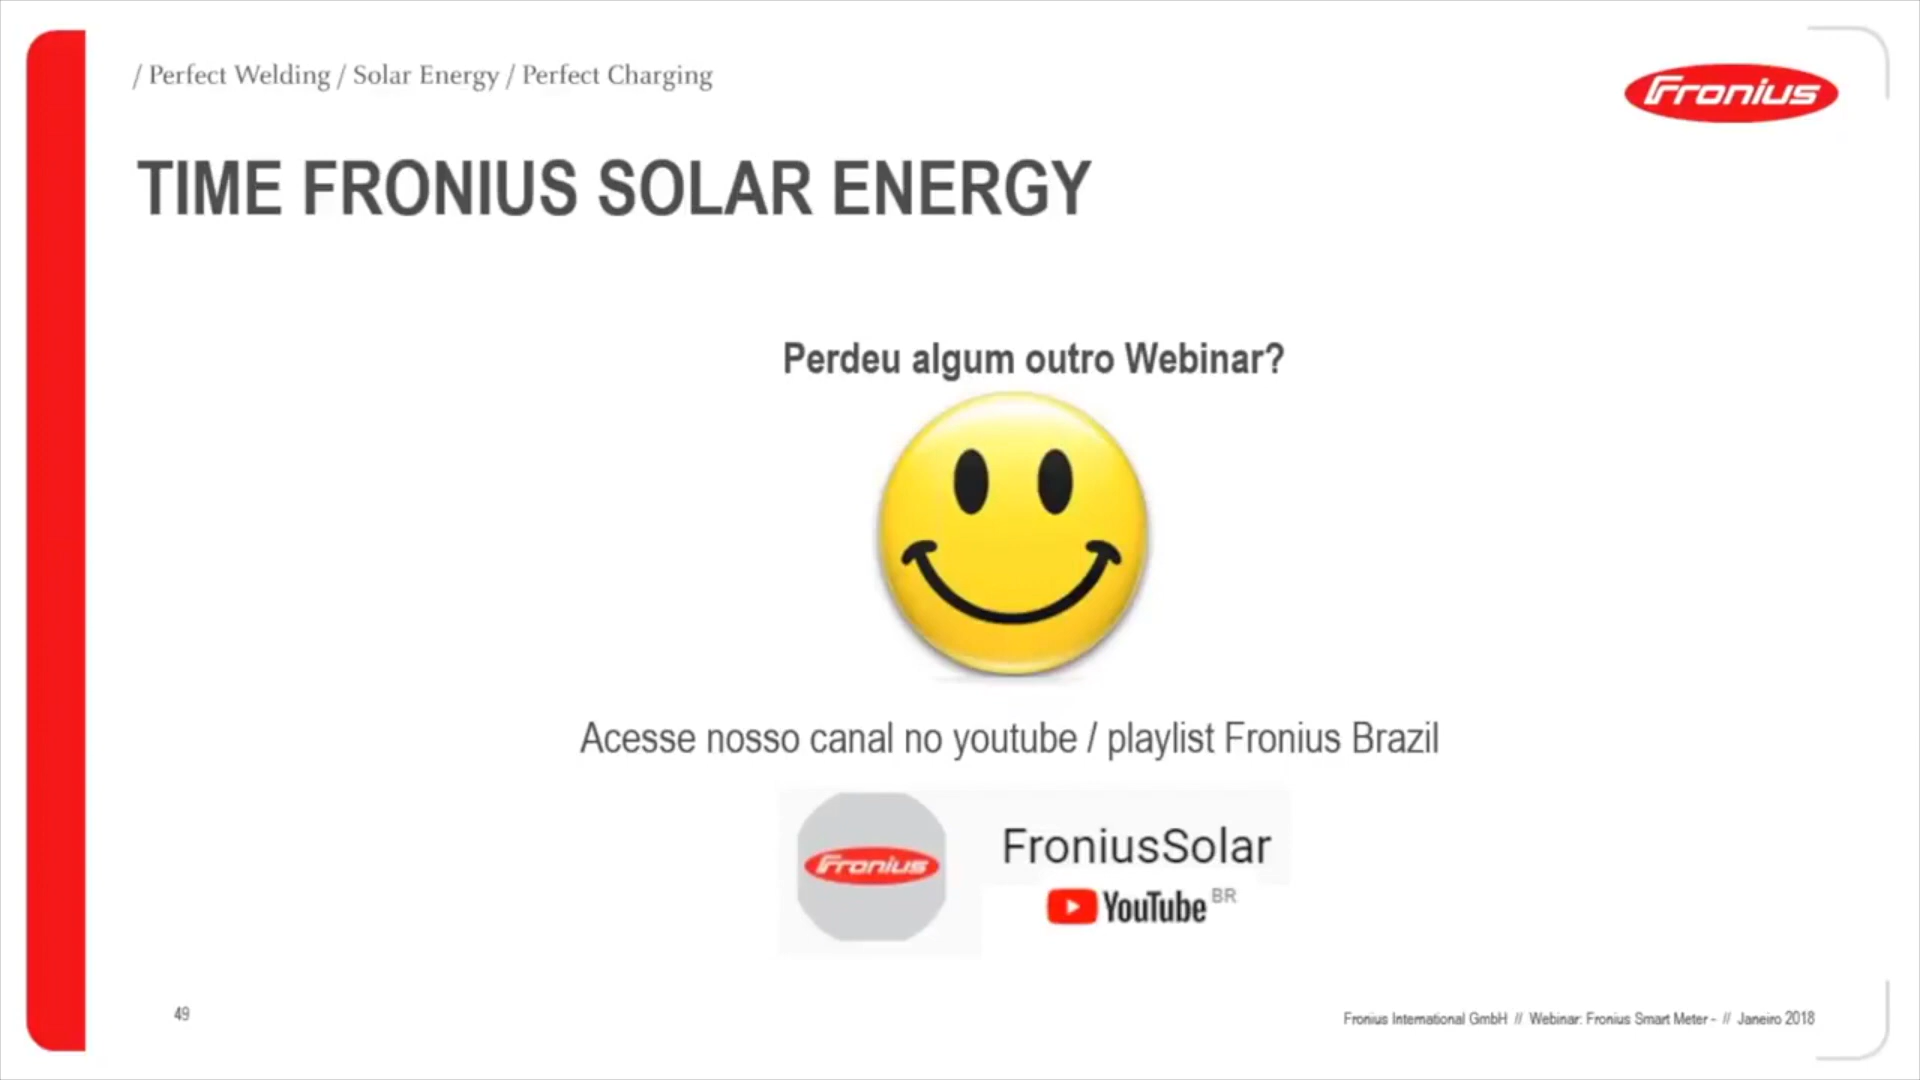 / Perfect Welding / Solar Energy / Perfect Charging
Fronius
TIME FRONIUS SOLAR ENERGY
Perdeu algum outro Webinar?
Acesse nosso canal no youtube / playlist Fronius Brazil
Fronius
FroniusSolar
YouTube BR
49
Fronius International GmbH // Webinar: Fronius Smart Meter - // Janeiro 2018